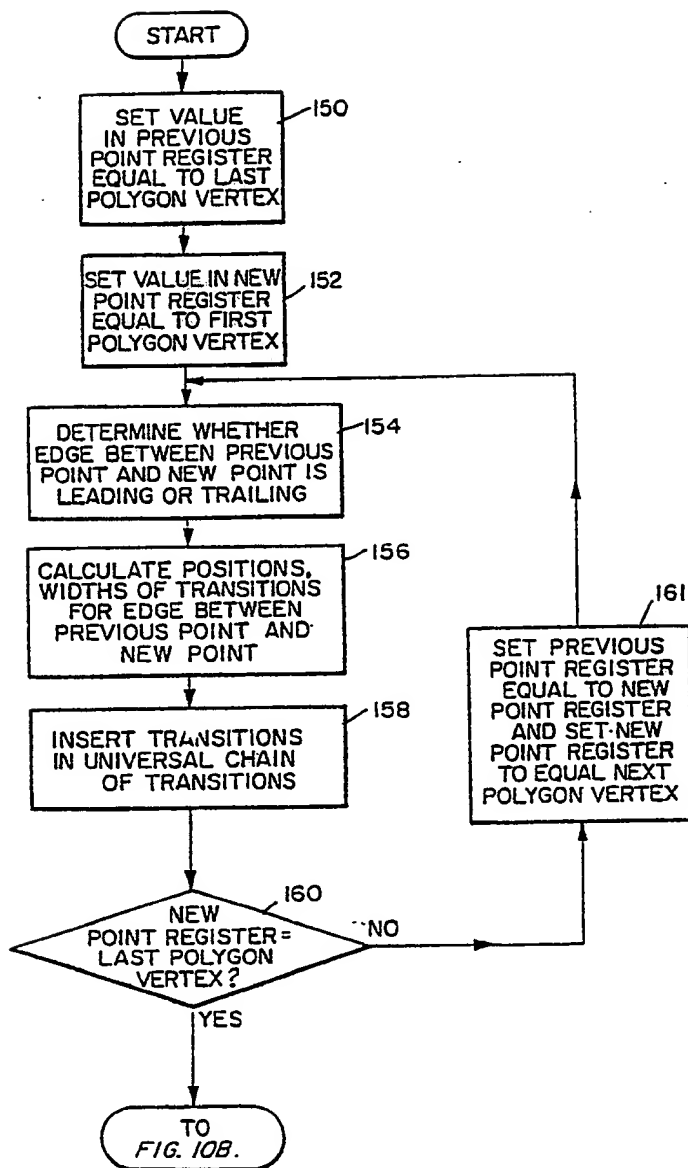 START
SET VALUE
IN PREVIOUS
POINT REGISTER
EQUAL TO LAST
POLYGON VERTEX
150
SET VALUE IN NEW
POINT REGISTER
EQUAL TO FIRST
POLYGON VERTEX
152
DETERMINE WHETHER
EDGE BETWEEN PREVIOUS
POINT AND NEW POINT IS
LEADING OR TRAILING
154
CALCULATE POSITIONS,
WIDTHS OF TRANSITIONS
FOR EDGE BETWEEN
PREVIOUS POINT AND
NEW POINT
156
INSERT TRANSITIONS
IN UNIVERSAL CHAIN
OF TRANSITIONS
158
NEW
POINT REGISTER =
LAST POLYGON
VERTEX?
160
NO
YES
161
SET PREVIOUS
POINT REGISTER
EQUAL TO NEW
POINT REGISTER
AND SET NEW
POINT REGISTER
TO EQUAL NEXT
POLYGON VERTEX
TO
FIG. 10B.